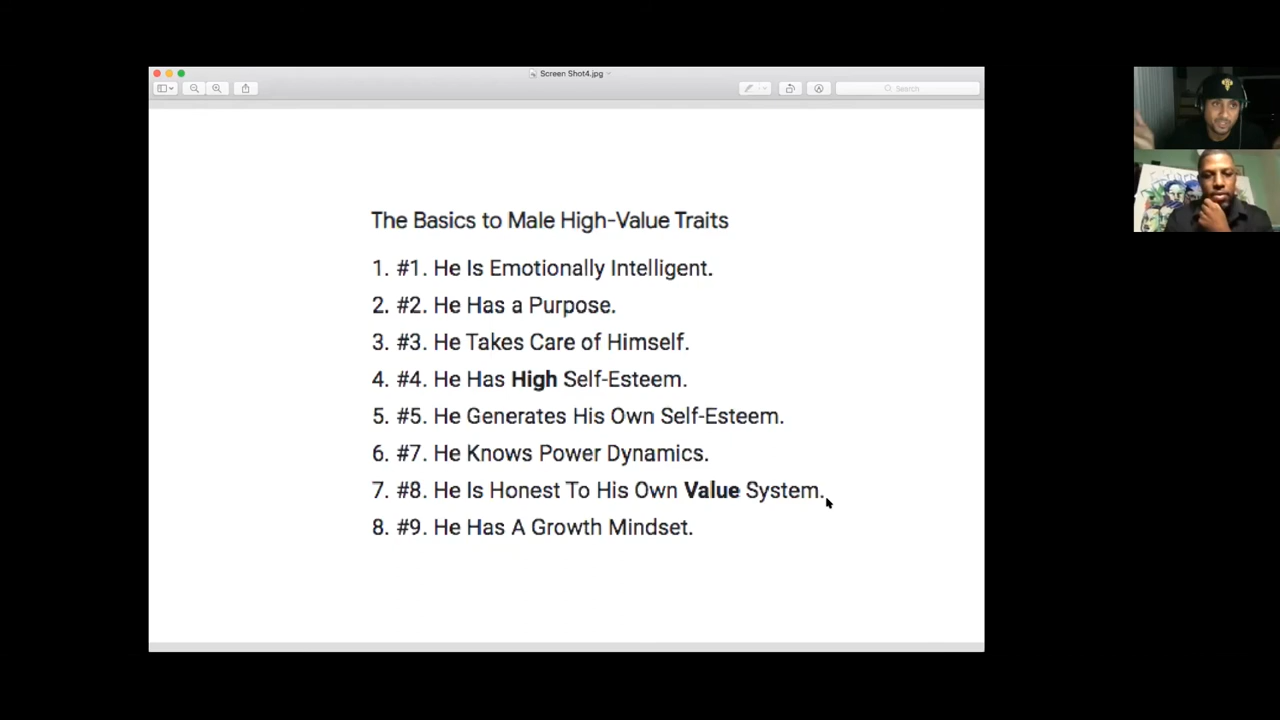 Screen Shot4.jpg
Search
The Basics to Male High-Value Traits
1. #1. He Is Emotionally Intelligent.
2. #2. He Has a Purpose.
3. #3. He Takes Care of Himself.
4. #4. He Has High Self-Esteem.
5. #5. He Generates His Own Self-Esteem.
6. #7. He Knows Power Dynamics.
7. #8. He Is Honest To His Own Value System.
8. #9. He Has A Growth Mindset.